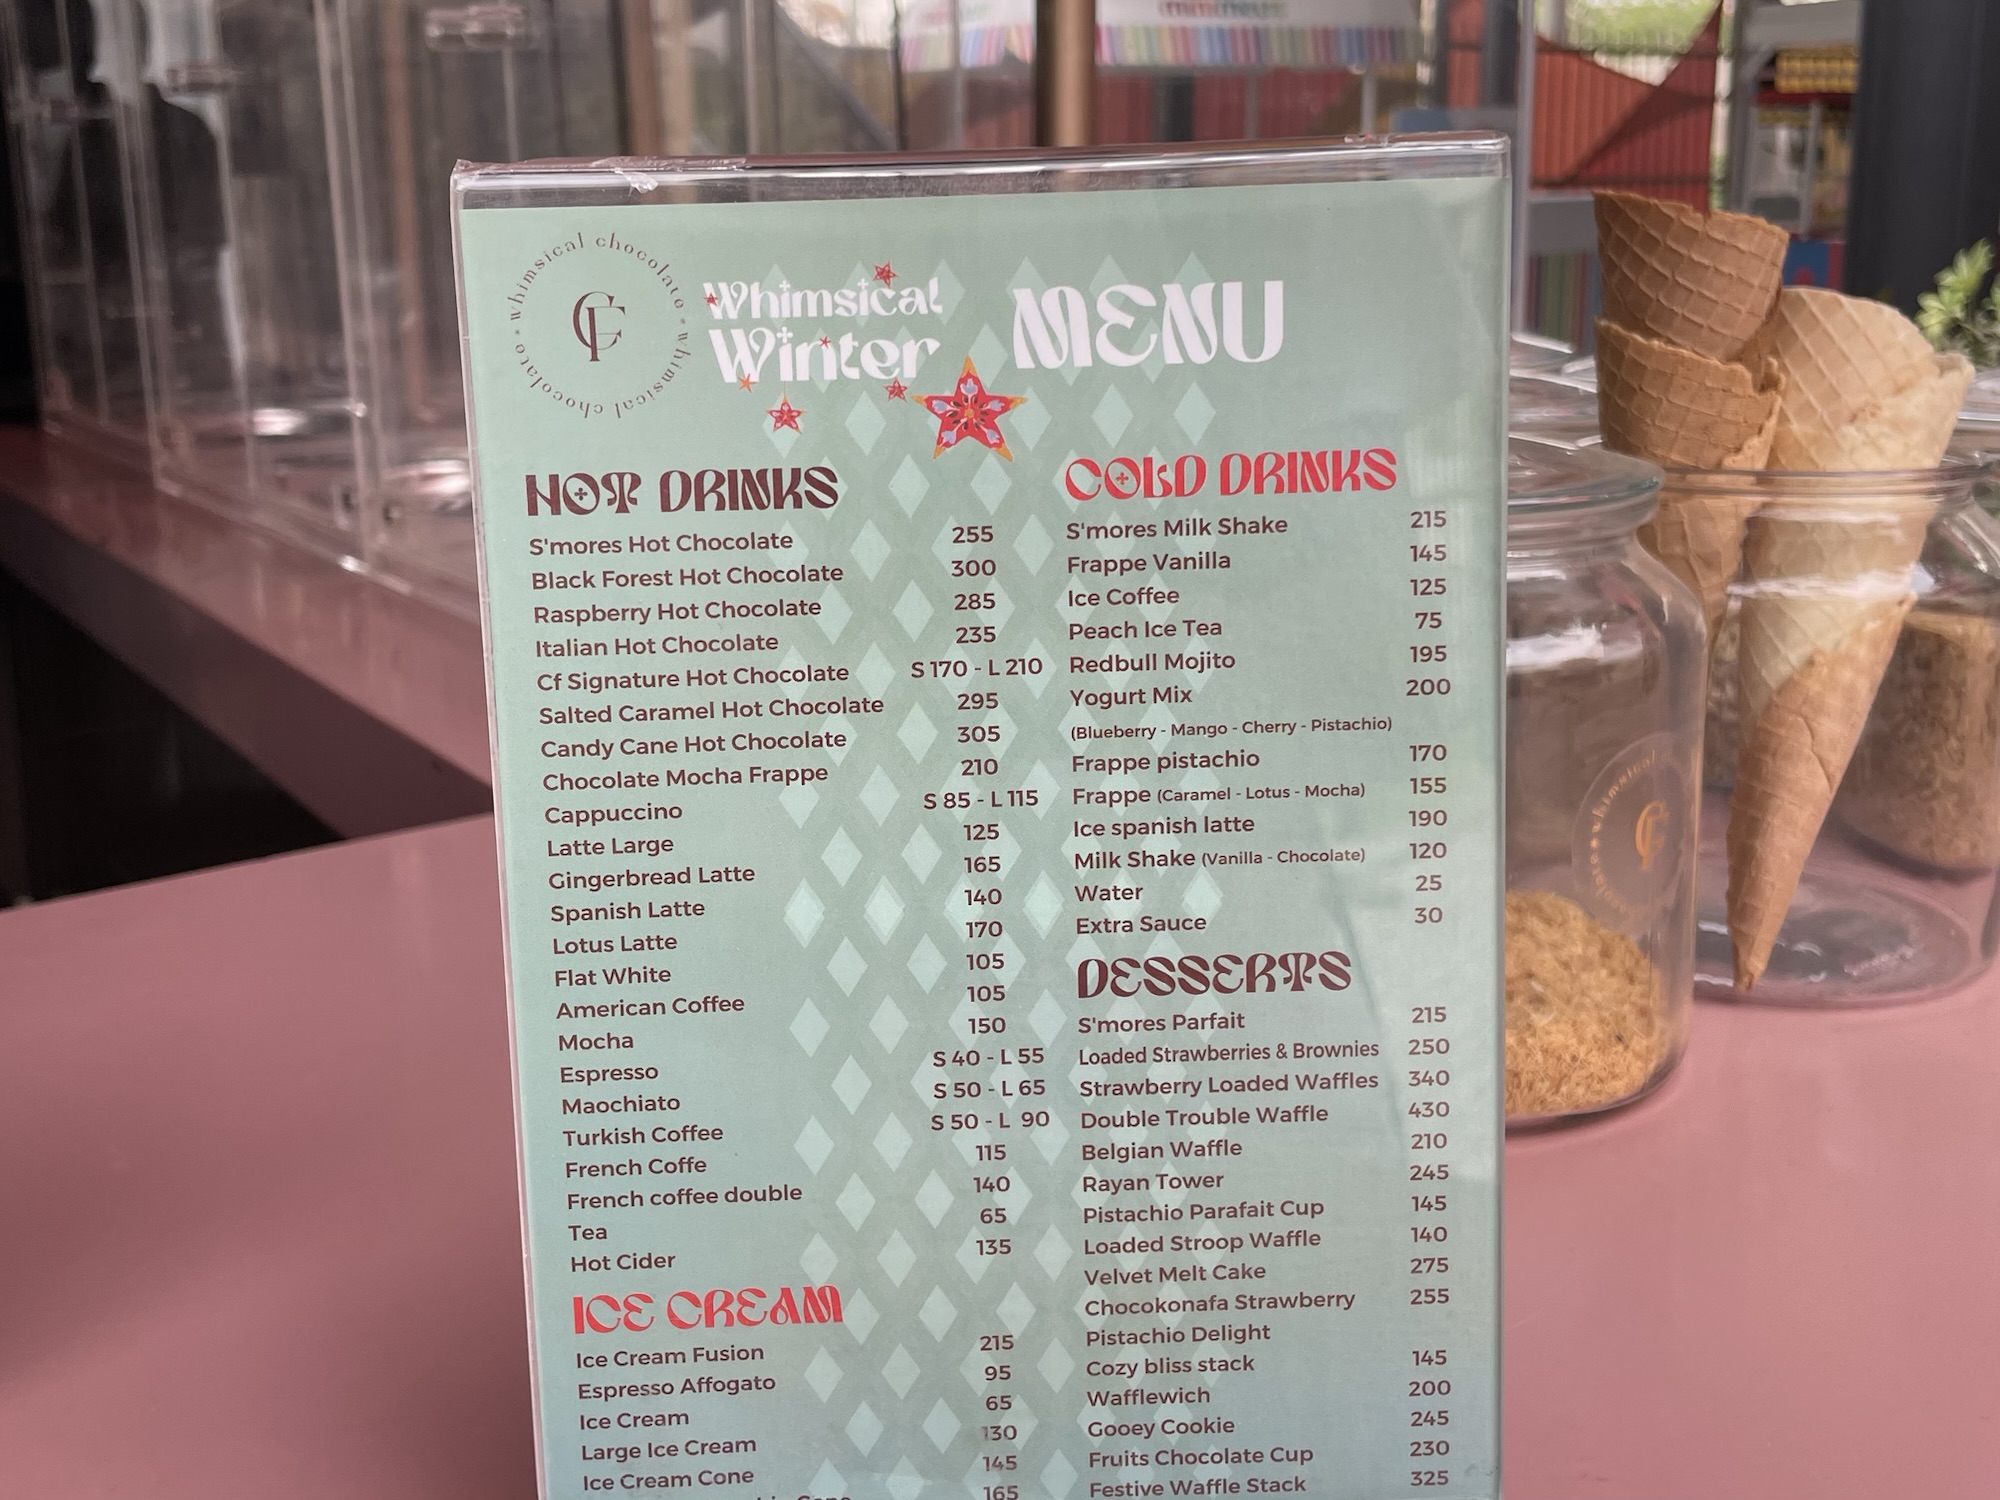 whimsical chocolate • whimsical chocolate •
CF
Whimsical
Winter
MENU
HOT DRINKS
S'mores Hot Chocolate 255
Black Forest Hot Chocolate 300
Raspberry Hot Chocolate 285
Italian Hot Chocolate 235
Cf Signature Hot Chocolate S 170 - L 210
Salted Caramel Hot Chocolate 295
Candy Cane Hot Chocolate 305
Chocolate Mocha Frappe 210
Cappuccino S 85 - L 115
Latte Large 125
Gingerbread Latte 165
Spanish Latte 140
Lotus Latte 170
Flat White 105
American Coffee 105
Mocha 150
Espresso S 40 - L 55
Maochiato S 50 - L 65
Turkish Coffee S 50 - L 90
French Coffe 115
French coffee double 140
Tea 65
Hot Cider 135
ICE CREAM
Ice Cream Fusion 215
Espresso Affogato 95
Ice Cream 65
Large Ice Cream 130
Ice Cream Cone 145
165
COLD DRINKS
S'mores Milk Shake 215
Frappe Vanilla 145
Ice Coffee 125
Peach Ice Tea 75
Redbull Mojito 195
Yogurt Mix 200
(Blueberry - Mango - Cherry - Pistachio)
Frappe pistachio 170
Frappe (Caramel - Lotus - Mocha) 155
Ice spanish latte 190
Milk Shake (Vanilla - Chocolate) 120
Water 25
Extra Sauce 30
DESSERTS
S'mores Parfait 215
Loaded Strawberries & Brownies 250
Strawberry Loaded Waffles 340
Double Trouble Waffle 430
Belgian Waffle 210
Rayan Tower 245
Pistachio Parafait Cup 145
Loaded Stroop Waffle 140
Velvet Melt Cake 275
Chocokonafa Strawberry 255
Pistachio Delight
Cozy bliss stack 145
Wafflewich 200
Gooey Cookie 245
Fruits Chocolate Cup 230
Festive Waffle Stack 325
whimsical
CF